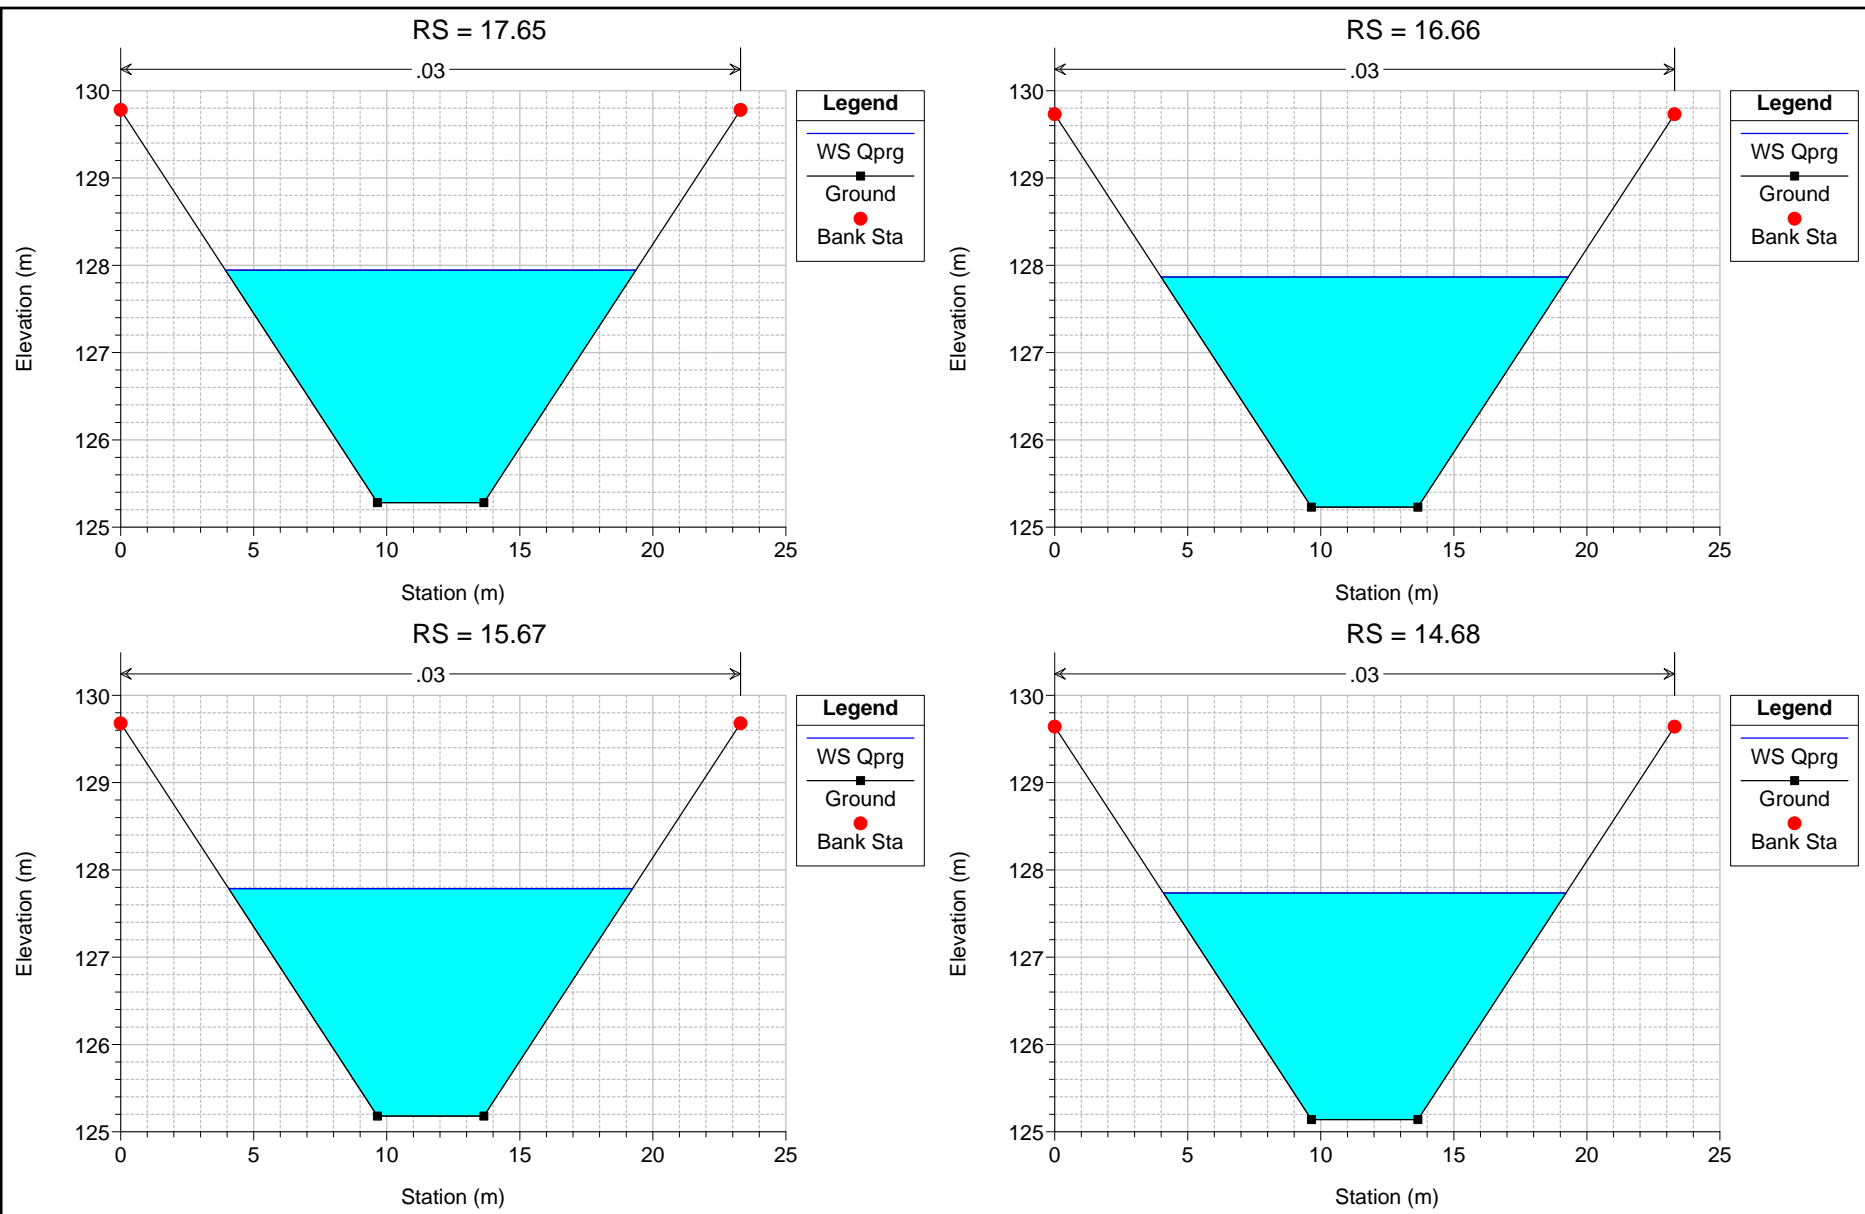 RS = 17.65
.03
130
129
128
127
126
125
0 5 10 15 20 25
Elevation (m)
Station (m)
Legend
WS Qprg
Ground
Bank Sta
RS = 16.66
.03
130
129
128
127
126
125
0 5 10 15 20 25
Elevation (m)
Station (m)
Legend
WS Qprg
Ground
Bank Sta
RS = 15.67
.03
130
129
128
127
126
125
0 5 10 15 20 25
Elevation (m)
Station (m)
Legend
WS Qprg
Ground
Bank Sta
RS = 14.68
.03
130
129
128
127
126
125
0 5 10 15 20 25
Elevation (m)
Station (m)
Legend
WS Qprg
Ground
Bank Sta